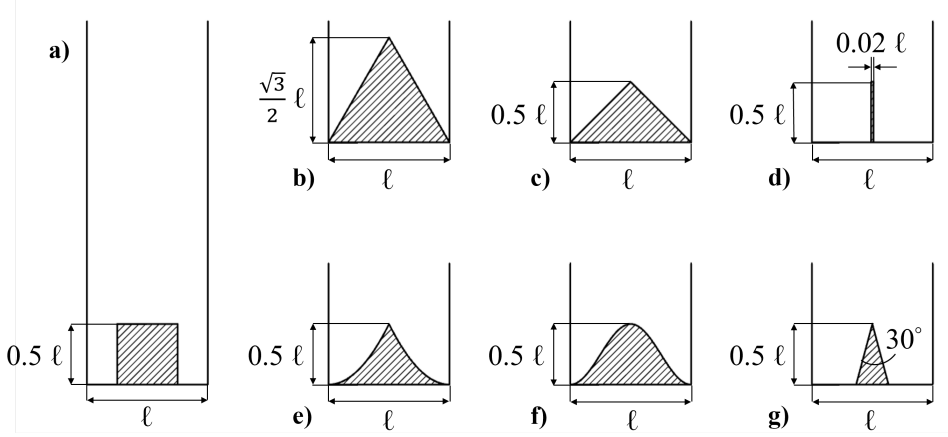 a)
√3/2 ℓ
ℓ
b)
0.5 ℓ
ℓ
c)
0.02 ℓ
0.5 ℓ
ℓ
d)
0.5 ℓ
ℓ
0.5 ℓ
ℓ
e)
0.5 ℓ
ℓ
f)
0.5 ℓ
30°
ℓ
g)